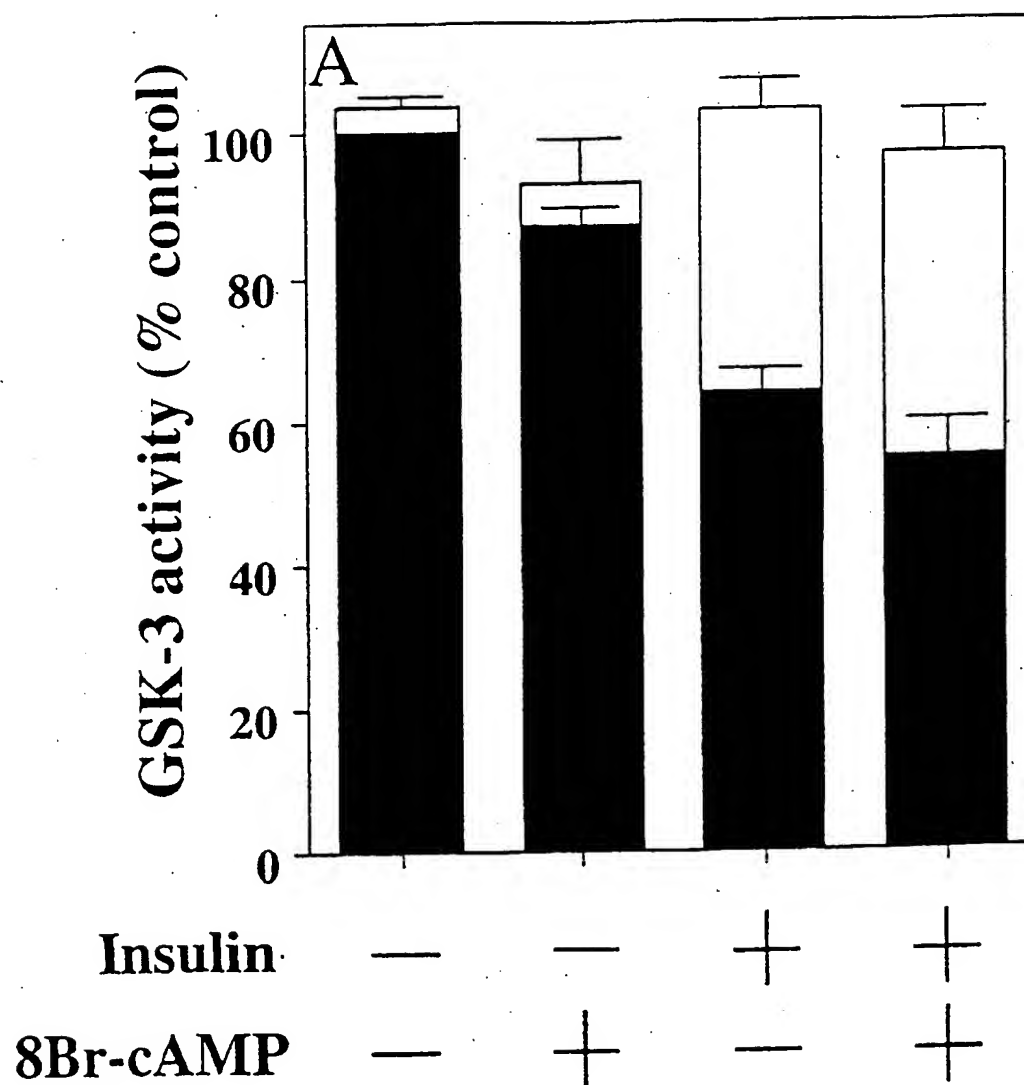 A
GSK-3 activity (% control)
100
80
60
40
20
0
Insulin — — + +
8Br-cAMP — + — +